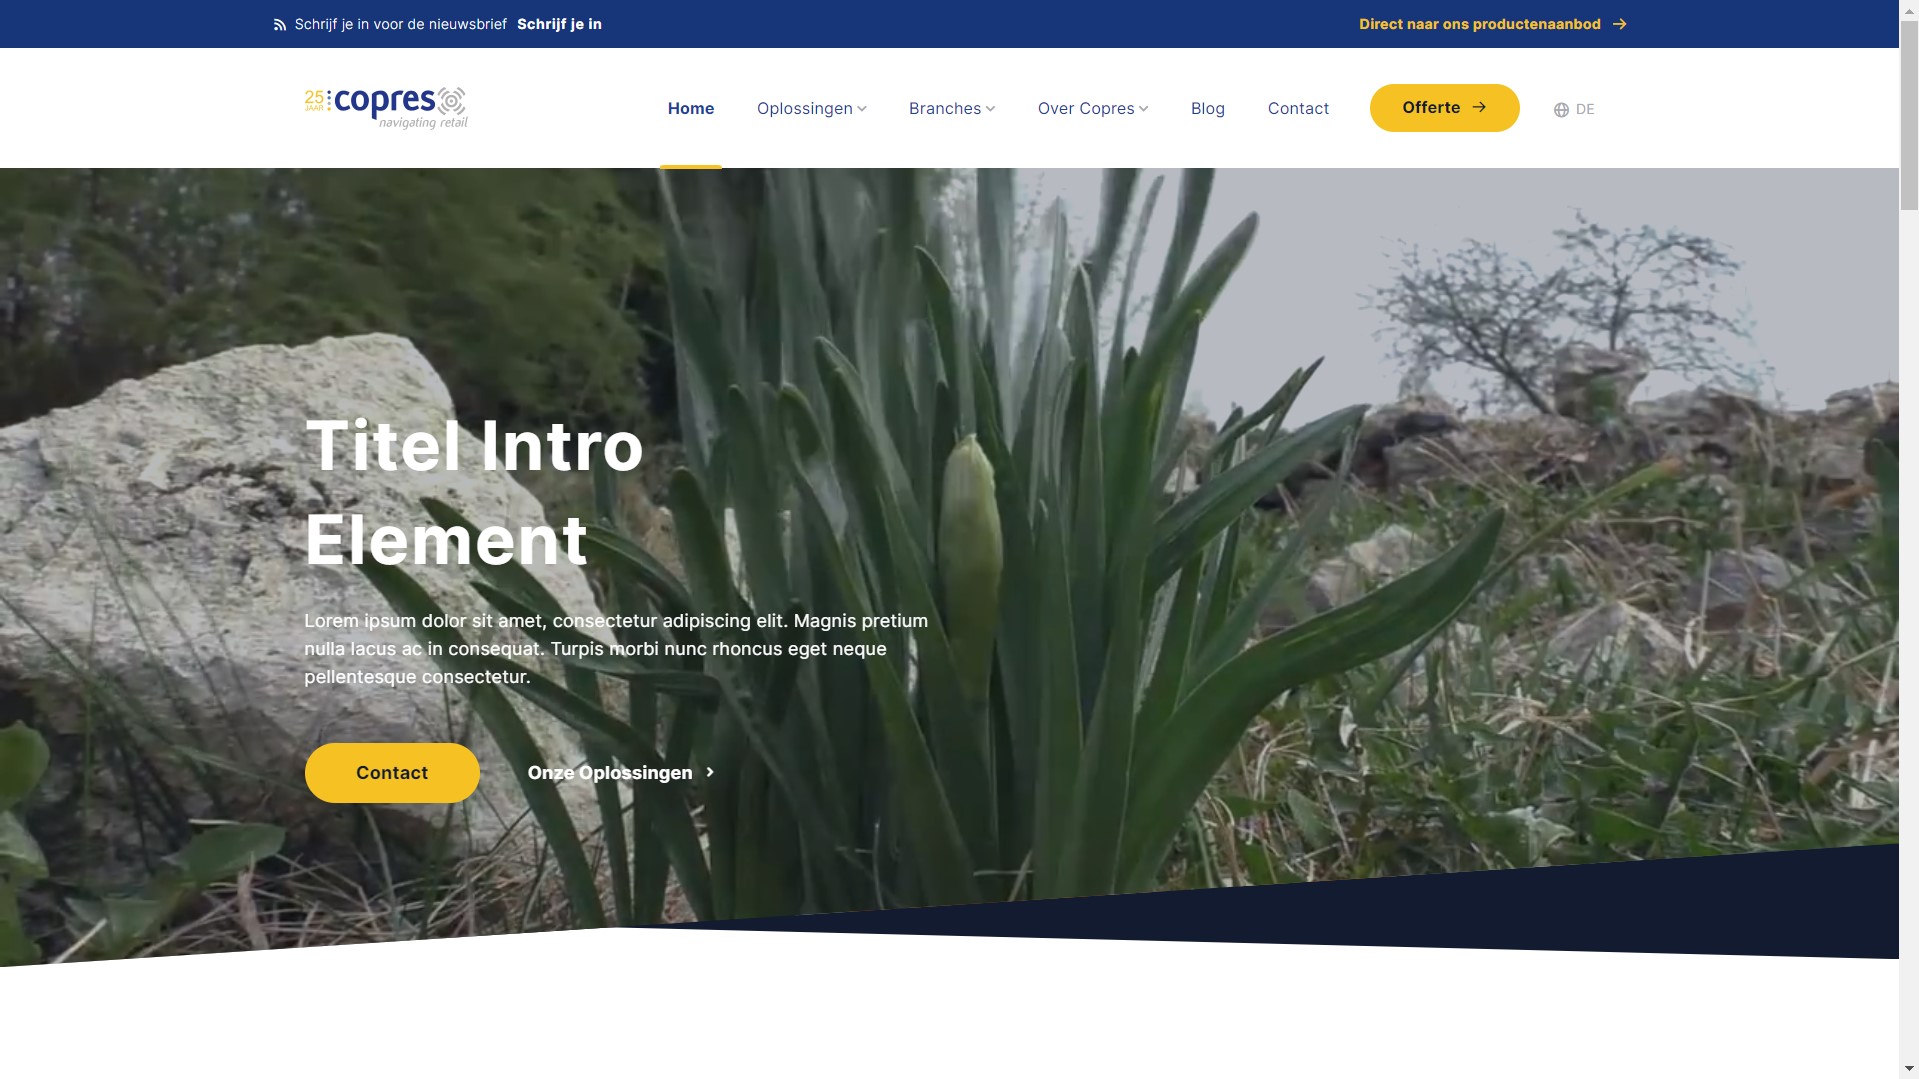 Schrijf je in voor de nieuwsbrief Schrijf je in
Direct naar ons productenaanbod
25 JAAR copres
navigating retail
Home
Oplossingen
Branches
Over Copres
Blog
Contact
Offerte
DE
Titel Intro
Element
Lorem ipsum dolor sit amet, consectetur adipiscing elit. Magnis pretium
nulla lacus ac in consequat. Turpis morbi nunc rhoncus eget neque
pellentesque consectetur.
Contact
Onze Oplossingen